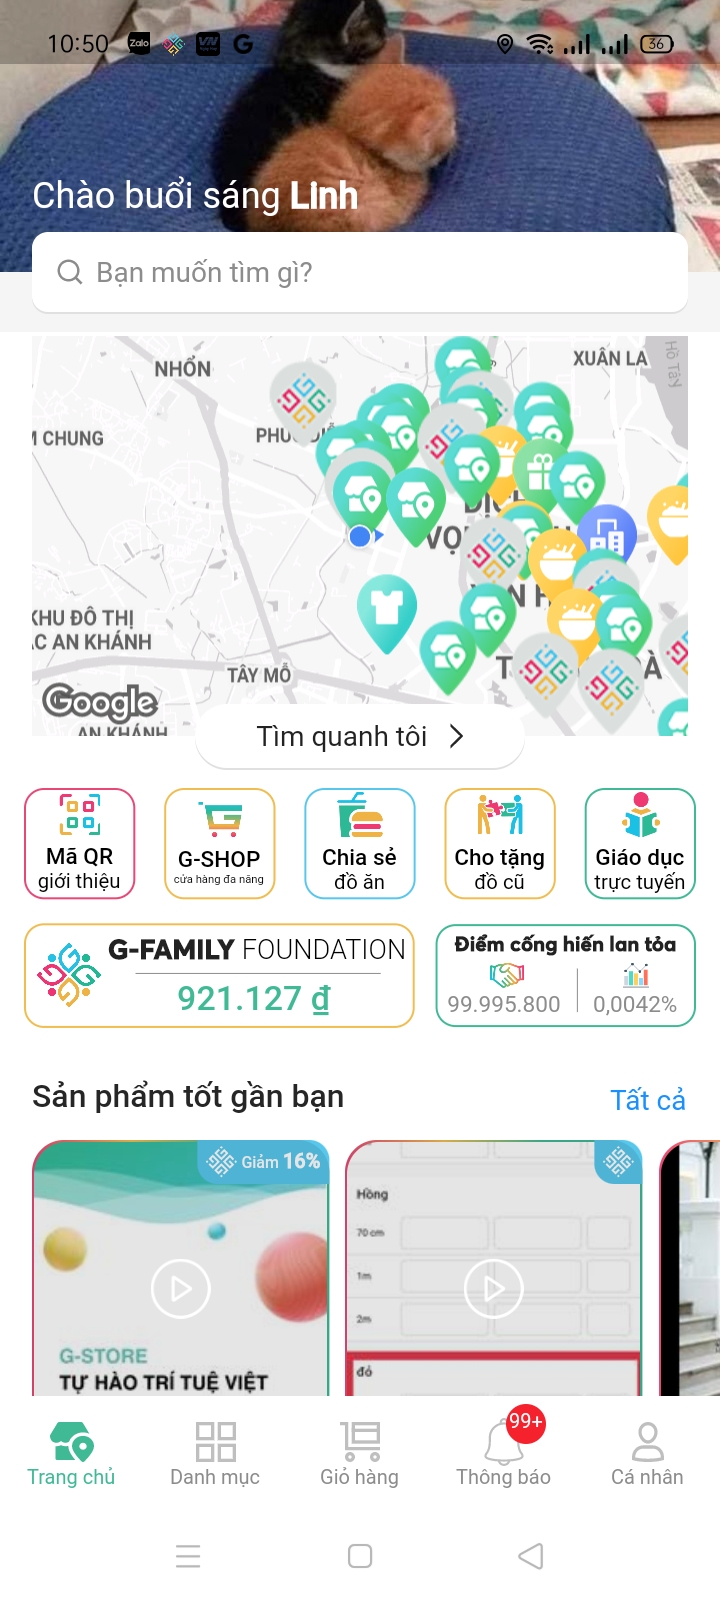 10:50
Zalo
VN
G
36
Chào buổi sáng Linh
Bạn muốn tìm gì?
NHỔN
XUÂN LA
Hồ Tây
CHUNG
KHU ĐÔ THỊ
AN KHÁNH
TÂY MỖ
Google
AN KHÁNH
Tìm quanh tôi
Mã QR
giới thiệu
G-SHOP
cửa hàng đa năng
Chia sẻ
đồ ăn
Cho tặng
đồ cũ
Giáo dục
trực tuyến
G-FAMILY FOUNDATION
921.127 ₫
Điểm cống hiến lan tỏa
99.995.800
0,0042%
Sản phẩm tốt gần bạn
Tất cả
Giảm 16%
G-STORE
TỰ HÀO TRÍ TUỆ VIỆT
Hồng
70 cm
1m
2m
đỏ
Trang chủ
Danh mục
Giỏ hàng
99+
Thông báo
Cá nhân